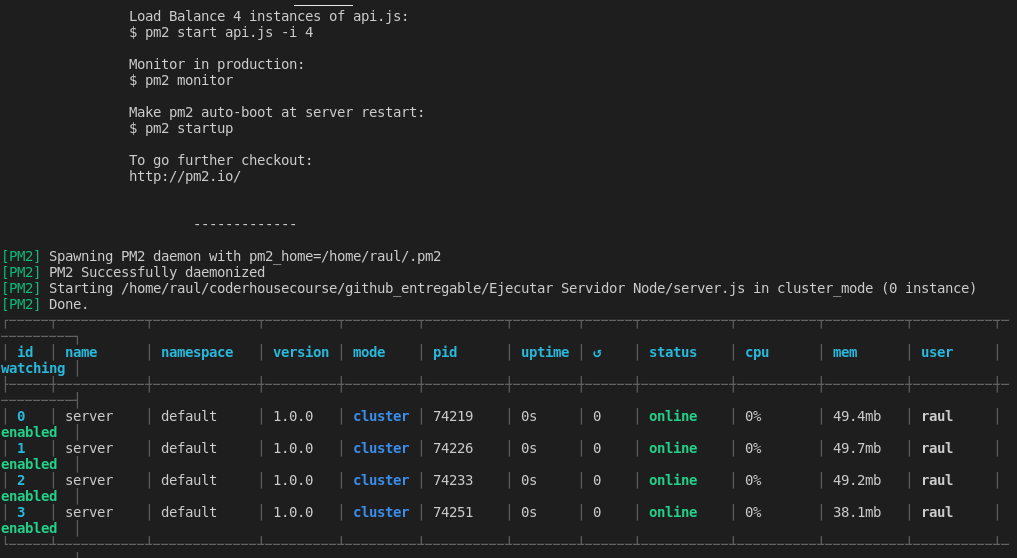 Load Balance 4 instances of api.js:
$ pm2 start api.js -i 4
Monitor in production:
$ pm2 monitor
Make pm2 auto-boot at server restart:
$ pm2 startup
To go further checkout:
http://pm2.io/
-------------
[PM2] Spawning PM2 daemon with pm2_home=/home/raul/.pm2
[PM2] PM2 Successfully daemonized
[PM2] Starting /home/raul/coderhousecourse/github_entregable/Ejecutar Servidor Node/server.js in cluster_mode (0 instance)
[PM2] Done.
│ id │ name │ namespace │ version │ mode │ pid │ uptime │ ↺ │ status │ cpu │ mem │ user │
watching │
│ 0 │ server │ default │ 1.0.0 │ cluster │ 74219 │ 0s │ 0 │ online │ 0% │ 49.4mb │ raul │
enabled │
│ 1 │ server │ default │ 1.0.0 │ cluster │ 74226 │ 0s │ 0 │ online │ 0% │ 49.7mb │ raul │
enabled │
│ 2 │ server │ default │ 1.0.0 │ cluster │ 74233 │ 0s │ 0 │ online │ 0% │ 49.2mb │ raul │
enabled │
│ 3 │ server │ default │ 1.0.0 │ cluster │ 74251 │ 0s │ 0 │ online │ 0% │ 38.1mb │ raul │
enabled │